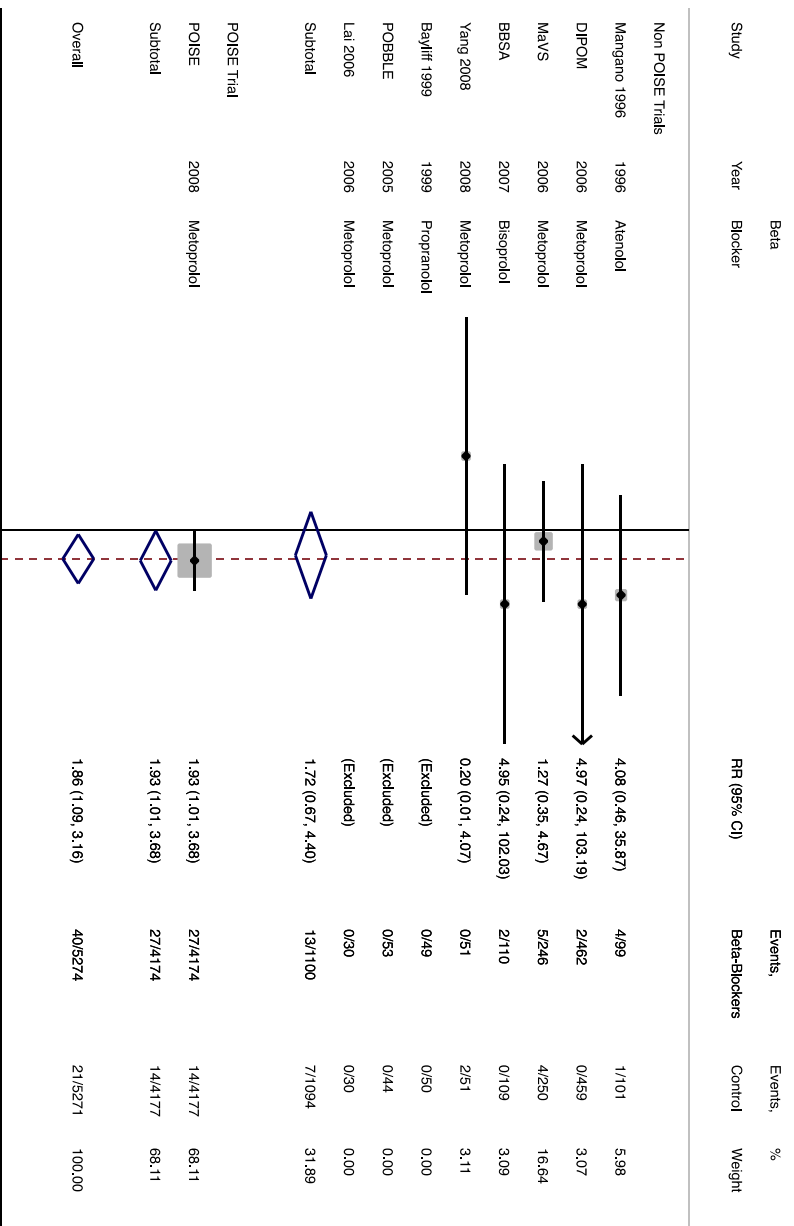 Beta Events, Events, %
Study Year Blocker RR (95% CI) Beta-Blockers Control Weight
Non POISE Trials
Mangano 1996 1996 Atenolol 4.08 (0.46, 35.87) 4/99 1/101 5.98
DIPOM 2006 Metoprolol 4.97 (0.24, 103.19) 2/462 0/459 3.07
MaVS 2006 Metoprolol 1.27 (0.35, 4.67) 5/246 4/250 16.64
BBSA 2007 Bisoprolol 4.95 (0.24, 102.03) 2/110 0/109 3.09
Yang 2008 2008 Metoprolol 0.20 (0.01, 4.07) 0/51 2/51 3.11
Bayliff 1999 1999 Propranolol (Excluded) 0/49 0/50 0.00
POBBLE 2005 Metoprolol (Excluded) 0/53 0/44 0.00
Lai 2006 2006 Metoprolol (Excluded) 0/30 0/30 0.00
Subtotal 1.72 (0.67, 4.40) 13/1100 7/1094 31.89
POISE Trial
POISE 2008 Metoprolol 1.93 (1.01, 3.68) 27/4174 14/4177 68.11
Subtotal 1.93 (1.01, 3.68) 27/4174 14/4177 68.11
Overall 1.86 (1.09, 3.16) 40/5274 21/5271 100.00